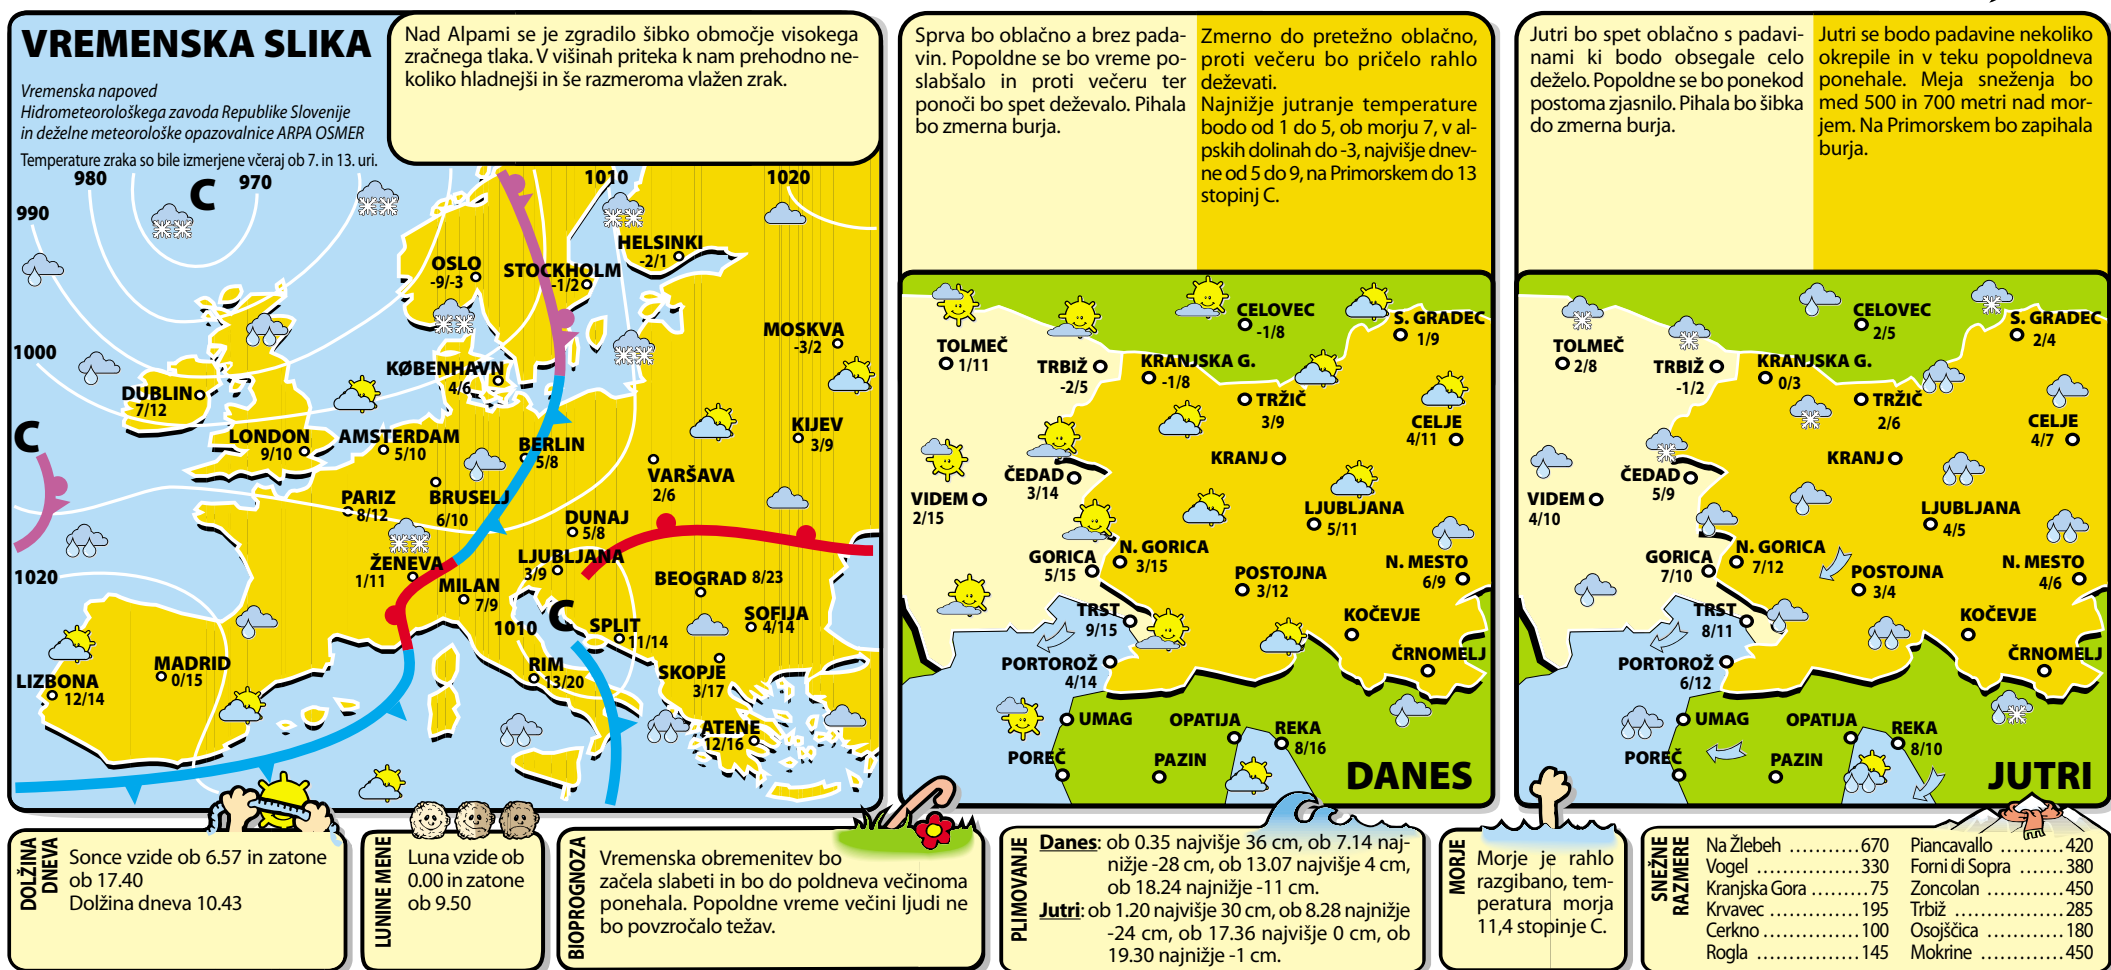 VREMENSKA SLIKA
Vremenska napoved
Hidrometeorološkega zavoda Republike Slovenije
in deželne meteorološke opazovalnice ARPA OSMER
Temperature zraka so bile izmerjene včeraj ob 7. in 13. uri.
Nad Alpami se je zgradilo šibko območje visokega
zračnega tlaka. V višinah priteka k nam prehodno ne-
koliko hladnejši in še razmeroma vlažen zrak.
980
C
970
1010
1020
990
HELSINKI
-2/1
OSLO
-9/-3
STOCKHOLM
-1/2
MOSKVA
-3/2
1000
KØBENHAVN
4/6
DUBLIN
7/12
C
LONDON
9/10
AMSTERDAM
5/10
BERLIN
5/8
KIJEV
3/9
VARŠAVA
2/6
PARIZ
8/12
BRUSELJ
6/10
DUNAJ
5/8
ŽENEVA
1/11
LJUBLJANA
3/9
1020
MILAN
7/9
BEOGRAD 8/23
1010
C
SPLIT
11/14
SOFIJA
4/14
MADRID
0/15
LIZBONA
12/14
RIM
13/20
SKOPJE
3/17
ATENE
12/16
Sprva bo oblačno a brez pada-
vin. Popoldne se bo vreme po-
slabšalo in proti večeru ter
ponoči bo spet deževalo. Pihala
bo zmerna burja.
Zmerno do pretežno oblačno,
proti večeru bo pričelo rahlo
deževati.
Najnižje jutranje temperature
bodo od 1 do 5, ob morju 7, v al-
pskih dolinah do -3, najvišje dnev-
ne od 5 do 9, na Primorskem do 13
stopinj C.
CELOVEC
-1/8
S. GRADEC
1/9
TOLMEČ
1/11
TRBIŽ
-2/5
KRANJSKA G.
-1/8
TRŽIČ
3/9
CELJE
4/11
KRANJ
ČEDAD
3/14
VIDEM
2/15
LJUBLJANA
5/11
GORICA
5/15
N. GORICA
3/15
POSTOJNA
3/12
N. MESTO
6/9
TRST
9/15
KOČEVJE
PORTOROŽ
4/14
ČRNOMELJ
UMAG
OPATIJA
REKA
8/16
POREČ
PAZIN
DANES
Jutri bo spet oblačno s padavi-
nami ki bodo obsegale celo
deželo. Popoldne se bo ponekod
postoma zjasnilo. Pihala bo šibka
do zmerna burja.
Jutri se bodo padavine nekoliko
okrepile in v teku popoldneva
ponehale. Meja sneženja bo
med 500 in 700 metri nad mor-
jem. Na Primorskem bo zapihala
burja.
CELOVEC
2/5
S. GRADEC
2/4
TOLMEČ
2/8
TRBIŽ
-1/2
KRANJSKA G.
0/3
TRŽIČ
2/6
CELJE
4/7
KRANJ
ČEDAD
5/9
VIDEM
4/10
LJUBLJANA
4/5
GORICA
7/10
N. GORICA
7/12
POSTOJNA
3/4
N. MESTO
4/6
TRST
8/11
KOČEVJE
PORTOROŽ
6/12
ČRNOMELJ
UMAG
OPATIJA
REKA
8/10
POREČ
PAZIN
JUTRI
DOLŽINA
DNEVA
Sonce vzide ob 6.57 in zatone
ob 17.40
Dolžina dneva 10.43
LUNINE MENE
Luna vzide ob
0.00 in zatone
ob 9.50
BIOPROGNOZA
Vremenska obremenitev bo
začela slabeti in bo do poldneva večinoma
ponehala. Popoldne vreme večini ljudi ne
bo povzročalo težav.
PLIMOVANJE
Danes: ob 0.35 najvišje 36 cm, ob 7.14 naj-
nižje -28 cm, ob 13.07 najvišje 4 cm,
ob 18.24 najnižje -11 cm.
Jutri: ob 1.20 najvišje 30 cm, ob 8.28 najnižje
-24 cm, ob 17.36 najvišje 0 cm, ob
19.30 najnižje -1 cm.
MORJE
Morje je rahlo
razgibano, tem-
peratura morja
11,4 stopinje C.
SNEŽNE
RAZMERE
Na Žlebeh ...........670
Vogel ...................330
Kranjska Gora ........75
Krvavec ................195
Cerkno .................100
Rogla ..................145
Piancavallo ..........420
Forni di Sopra .......380
Zoncolan .............450
Trbiž .....................285
Osojščica .............180
Mokrine ...............450